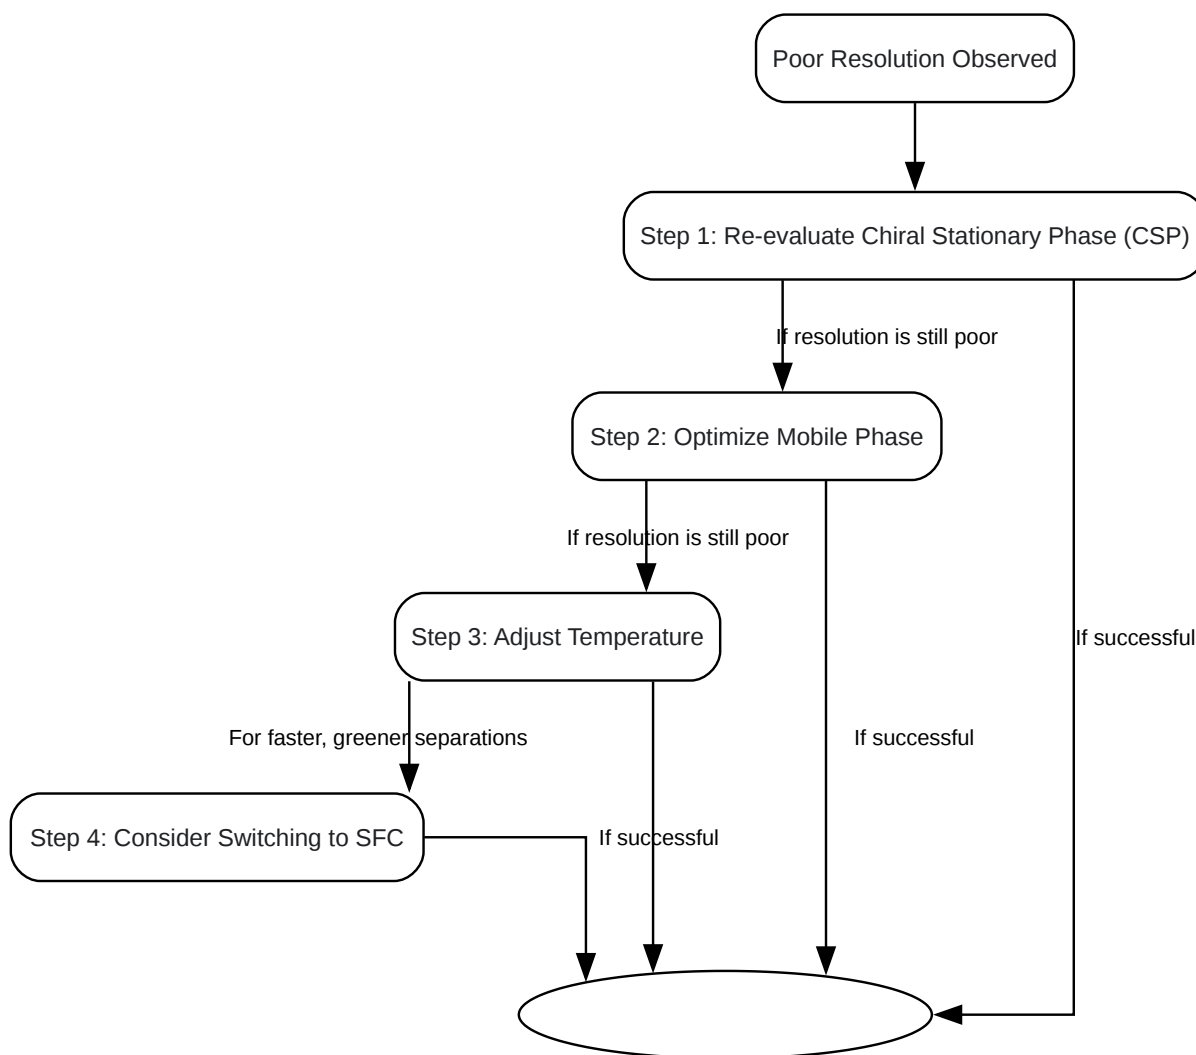 Poor Resolution Observed
Step 1: Re-evaluate Chiral Stationary Phase (CSP)
If resolution is still poor
Step 2: Optimize Mobile Phase
If resolution is still poor
Step 3: Adjust Temperature
If successful
For faster, greener separations
If successful
Step 4: Consider Switching to SFC
If successful